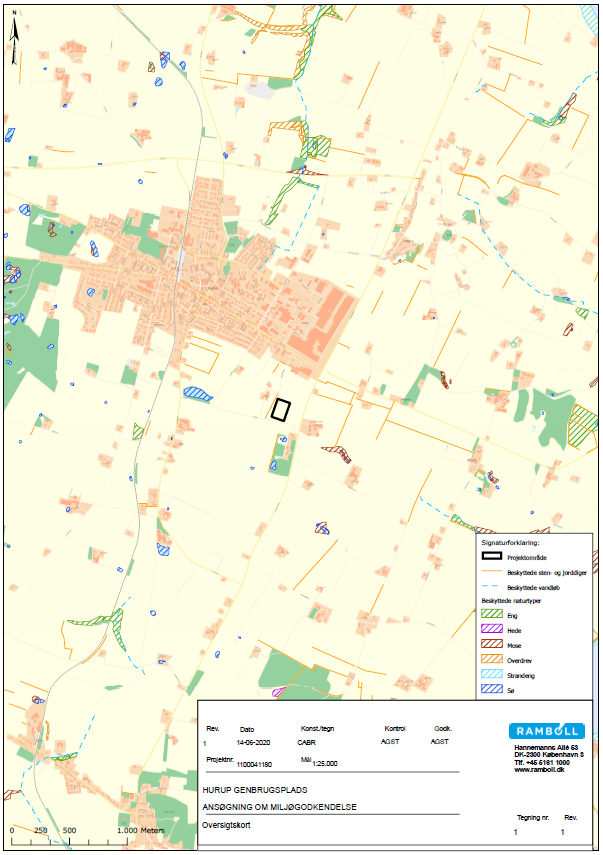 N
Signaturforklaring:
Projektområde
Beskyttede sten- og jorddiger
Beskyttede vandløb
Beskyttede naturtyper
Eng
Hede
Mose
Overdrev
Strandeng
Sø
Rev. Dato Konst./tegn Kontrol Godk.
1 14-05-2020 CABR AGST AGST
Projektnr. 1100041180 Mål 1:25.000
HURUP GENBRUGSPLADS
ANSØGNING OM MILJØGODKENDELSE
Oversigtskort
RAMBOLL
Hannemanns Allé 53
DK-2300 København S
Tlf. +45 5161 1000
www.ramboll.dk
Tegning nr. Rev.
1 1
0 250 500 1.000 Meters